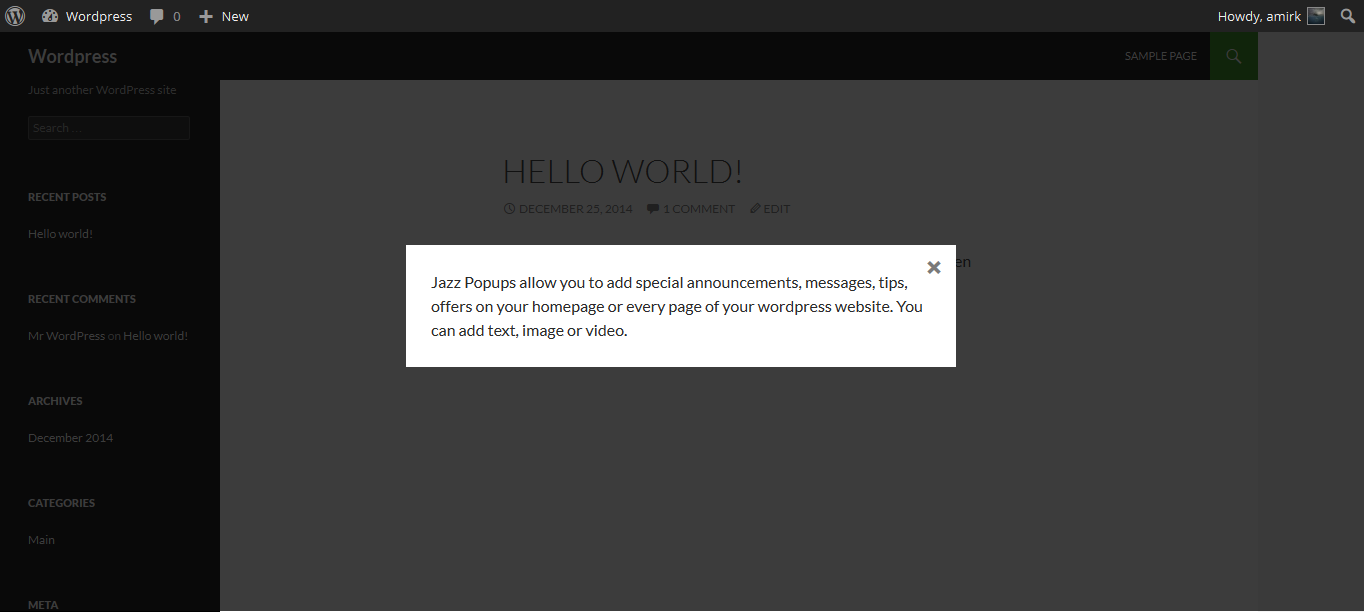 Wordpress 0 New Howdy, amirk
Wordpress SAMPLE PAGE
Just another WordPress site
Search ...
HELLO WORLD!
DECEMBER 25, 2014 1 COMMENT EDIT
RECENT POSTS
Hello world!
en
Jazz Popups allow you to add special announcements, messages, tips,
offers on your homepage or every page of your wordpress website. You
can add text, image or video.
RECENT COMMENTS
Mr WordPress on Hello world!
ARCHIVES
December 2014
CATEGORIES
Main
META